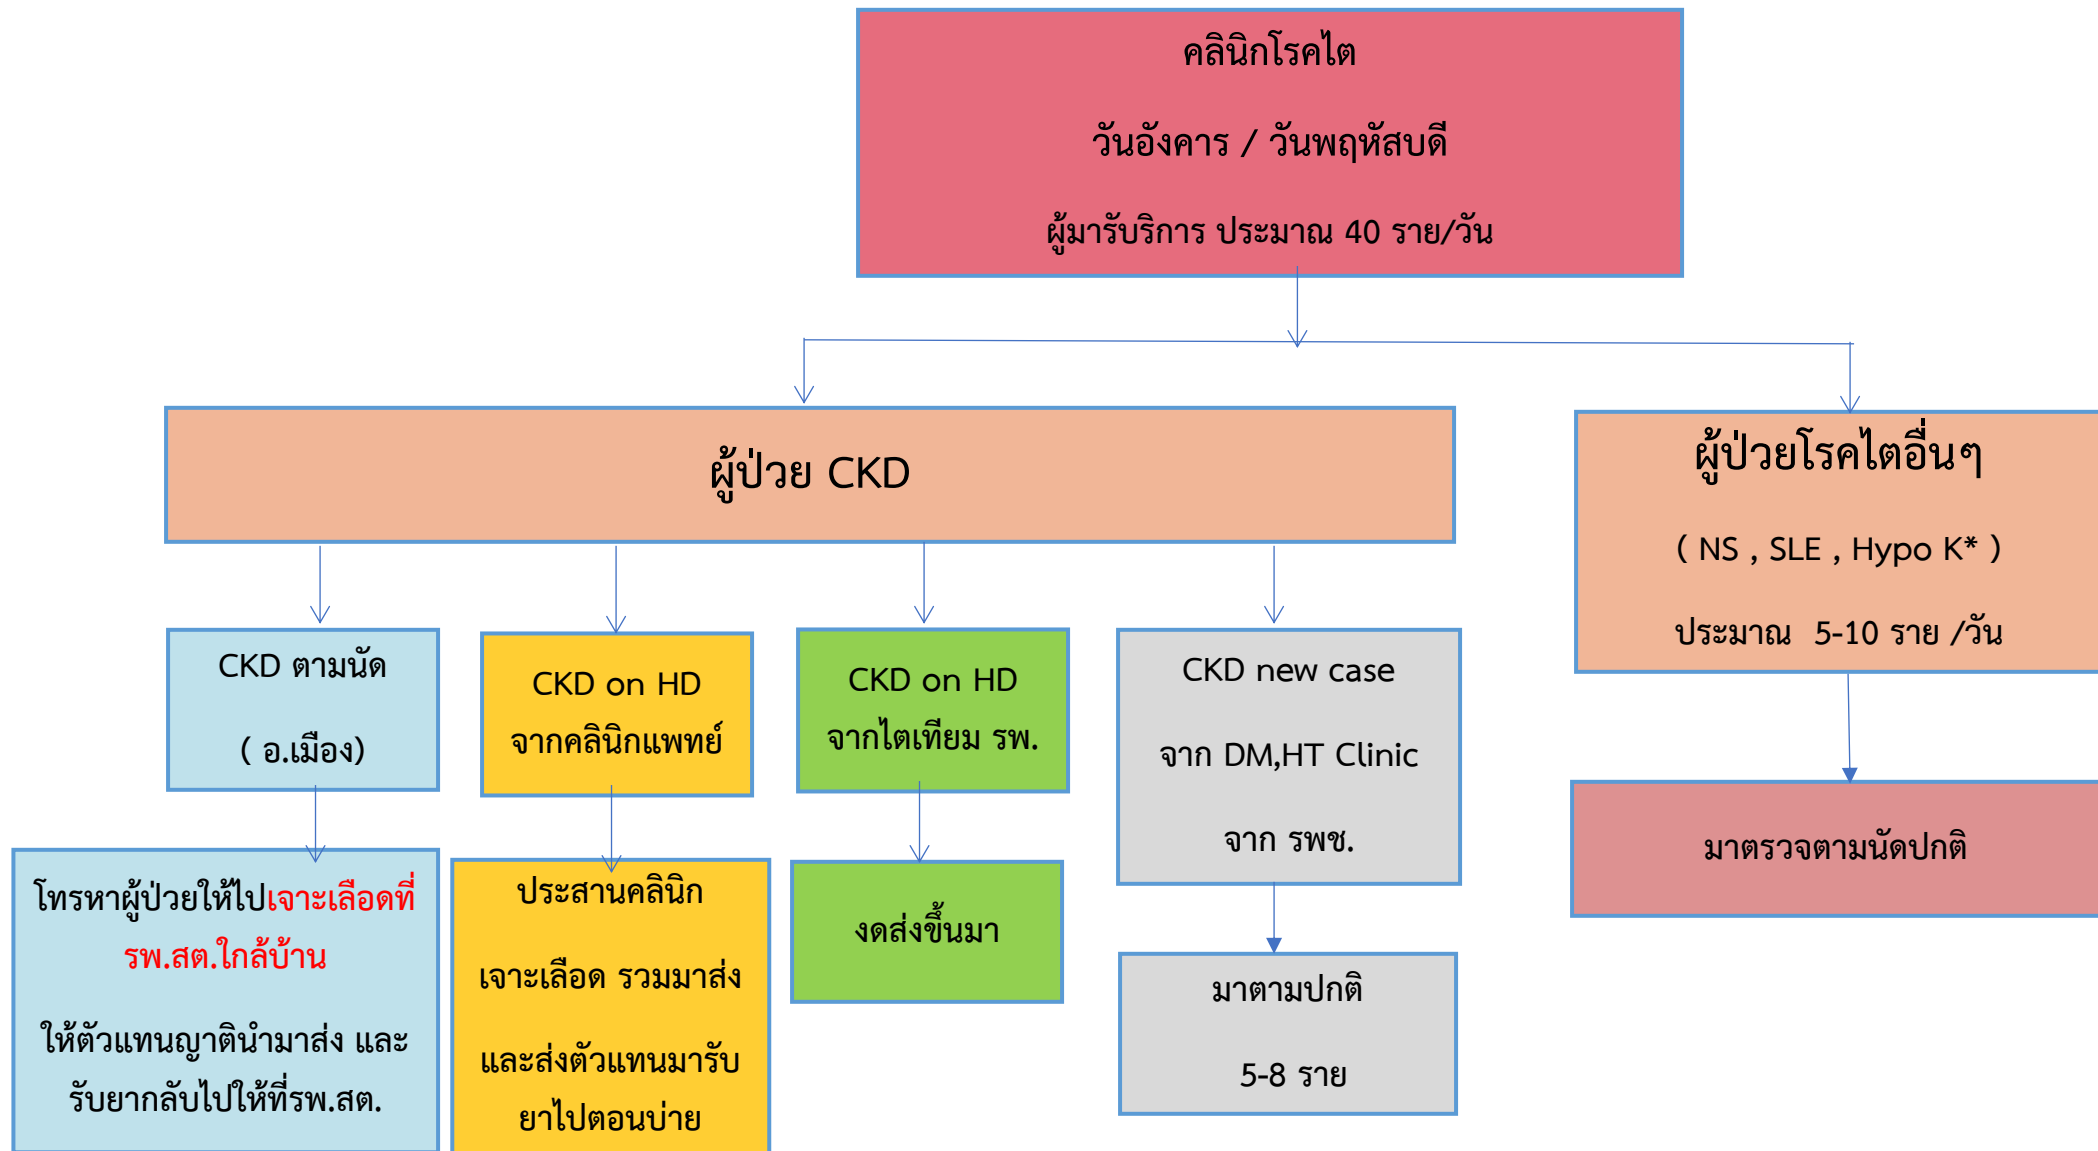 คลินิกโรคไต
วันอังคาร / วันพฤหัสบดี
ผู้มารับริการ ประมาณ 40 ราย/วัน
ผู้ป่วย CKD
ผู้ป่วยโรคไตอื่นๆ
( NS , SLE , Hypo K* )
ประมาณ 5-10 ราย /วัน
CKD ตามนัด
( อ.เมือง)
CKD on HD
จากคลินิกแพทย์
CKD on HD
จากไตเทียม รพ.
CKD new case
จาก DM,HT Clinic
จาก รพช.
มาตรวจตามนัดปกติ
โทรหาผู้ป่วยให้ไปเจาะเลือดที่
รพ.สต.ใกล้บ้าน
ให้ตัวแทนญาตินำมาส่ง และ
รับยากลับไปให้ที่รพ.สต.
ประสานคลินิก
เจาะเลือด รวมมาส่ง
และส่งตัวแทนมารับ
ยาไปตอนบ่าย
งดส่งขึ้นมา
มาตามปกติ
5-8 ราย